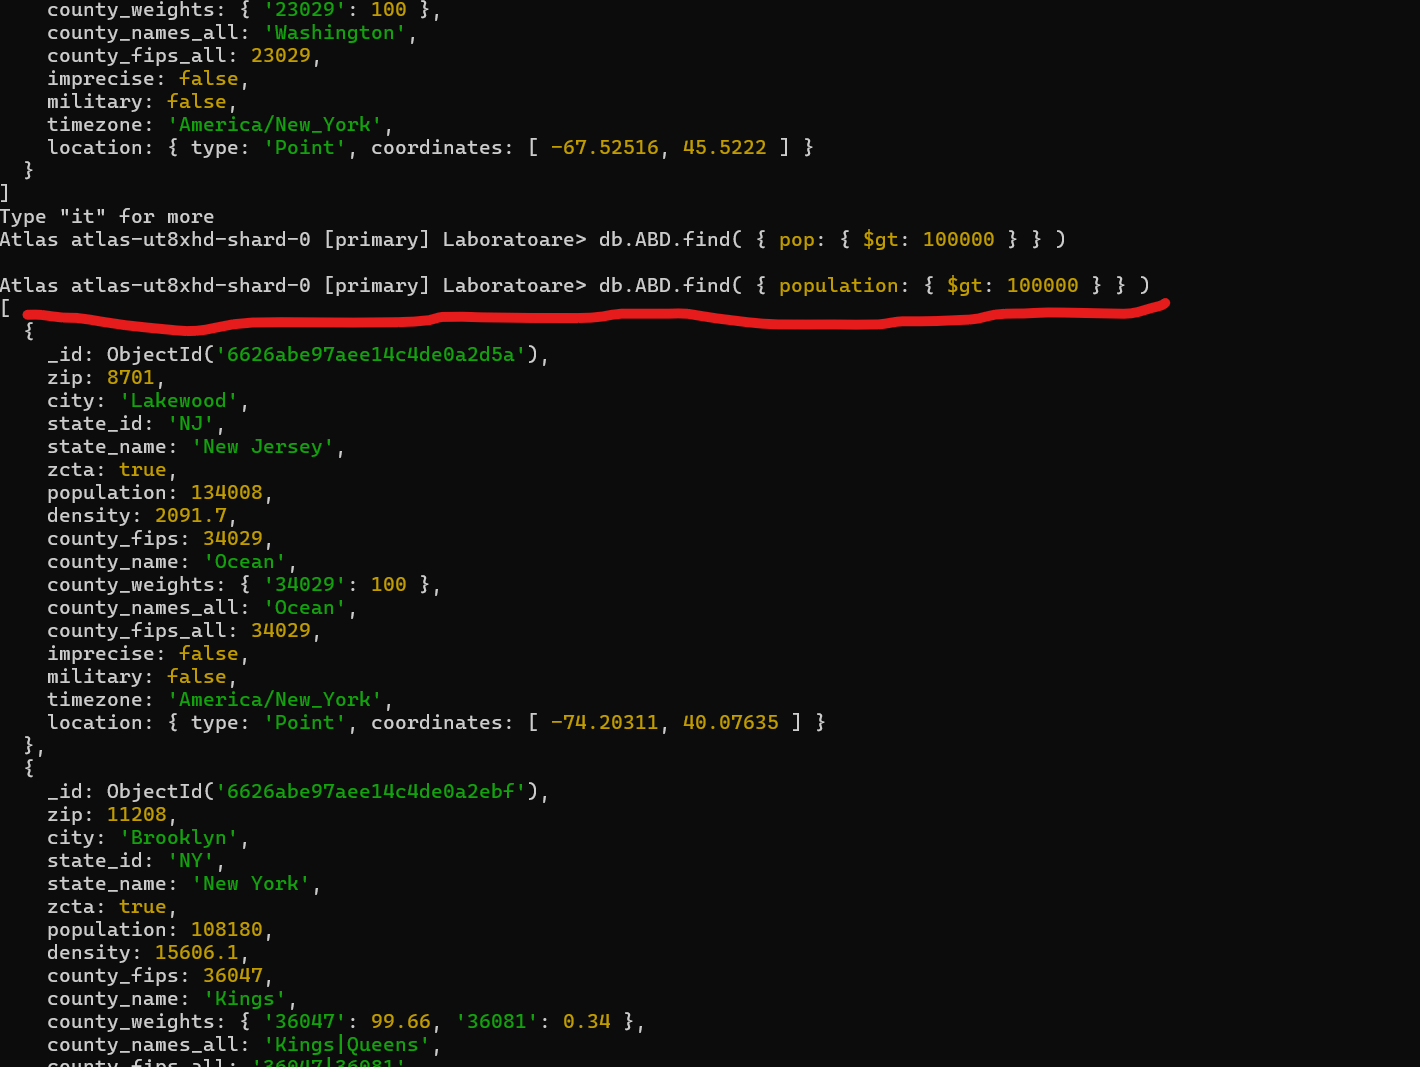 county_weights: { '23029': 100 },
county_names_all: 'Washington',
county_fips_all: 23029,
imprecise: false,
military: false,
timezone: 'America/New_York',
location: { type: 'Point', coordinates: [ -67.52516, 45.5222 ] }
}
]
Type "it" for more
Atlas atlas-ut8xhd-shard-0 [primary] Laboratoare> db.ABD.find( { pop: { $gt: 100000 } } )
Atlas atlas-ut8xhd-shard-0 [primary] Laboratoare> db.ABD.find( { population: { $gt: 100000 } } )
[
{
_id: ObjectId('6626abe97aee14c4de0a2d5a'),
zip: 8701,
city: 'Lakewood',
state_id: 'NJ',
state_name: 'New Jersey',
zcta: true,
population: 134008,
density: 2091.7,
county_fips: 34029,
county_name: 'Ocean',
county_weights: { '34029': 100 },
county_names_all: 'Ocean',
county_fips_all: 34029,
imprecise: false,
military: false,
timezone: 'America/New_York',
location: { type: 'Point', coordinates: [ -74.20311, 40.07635 ] }
},
{
_id: ObjectId('6626abe97aee14c4de0a2ebf'),
zip: 11208,
city: 'Brooklyn',
state_id: 'NY',
state_name: 'New York',
zcta: true,
population: 108180,
density: 15606.1,
county_fips: 36047,
county_name: 'Kings',
county_weights: { '36047': 99.66, '36081': 0.34 },
county_names_all: 'Kings|Queens',
county_fips_all: '36047|36081',